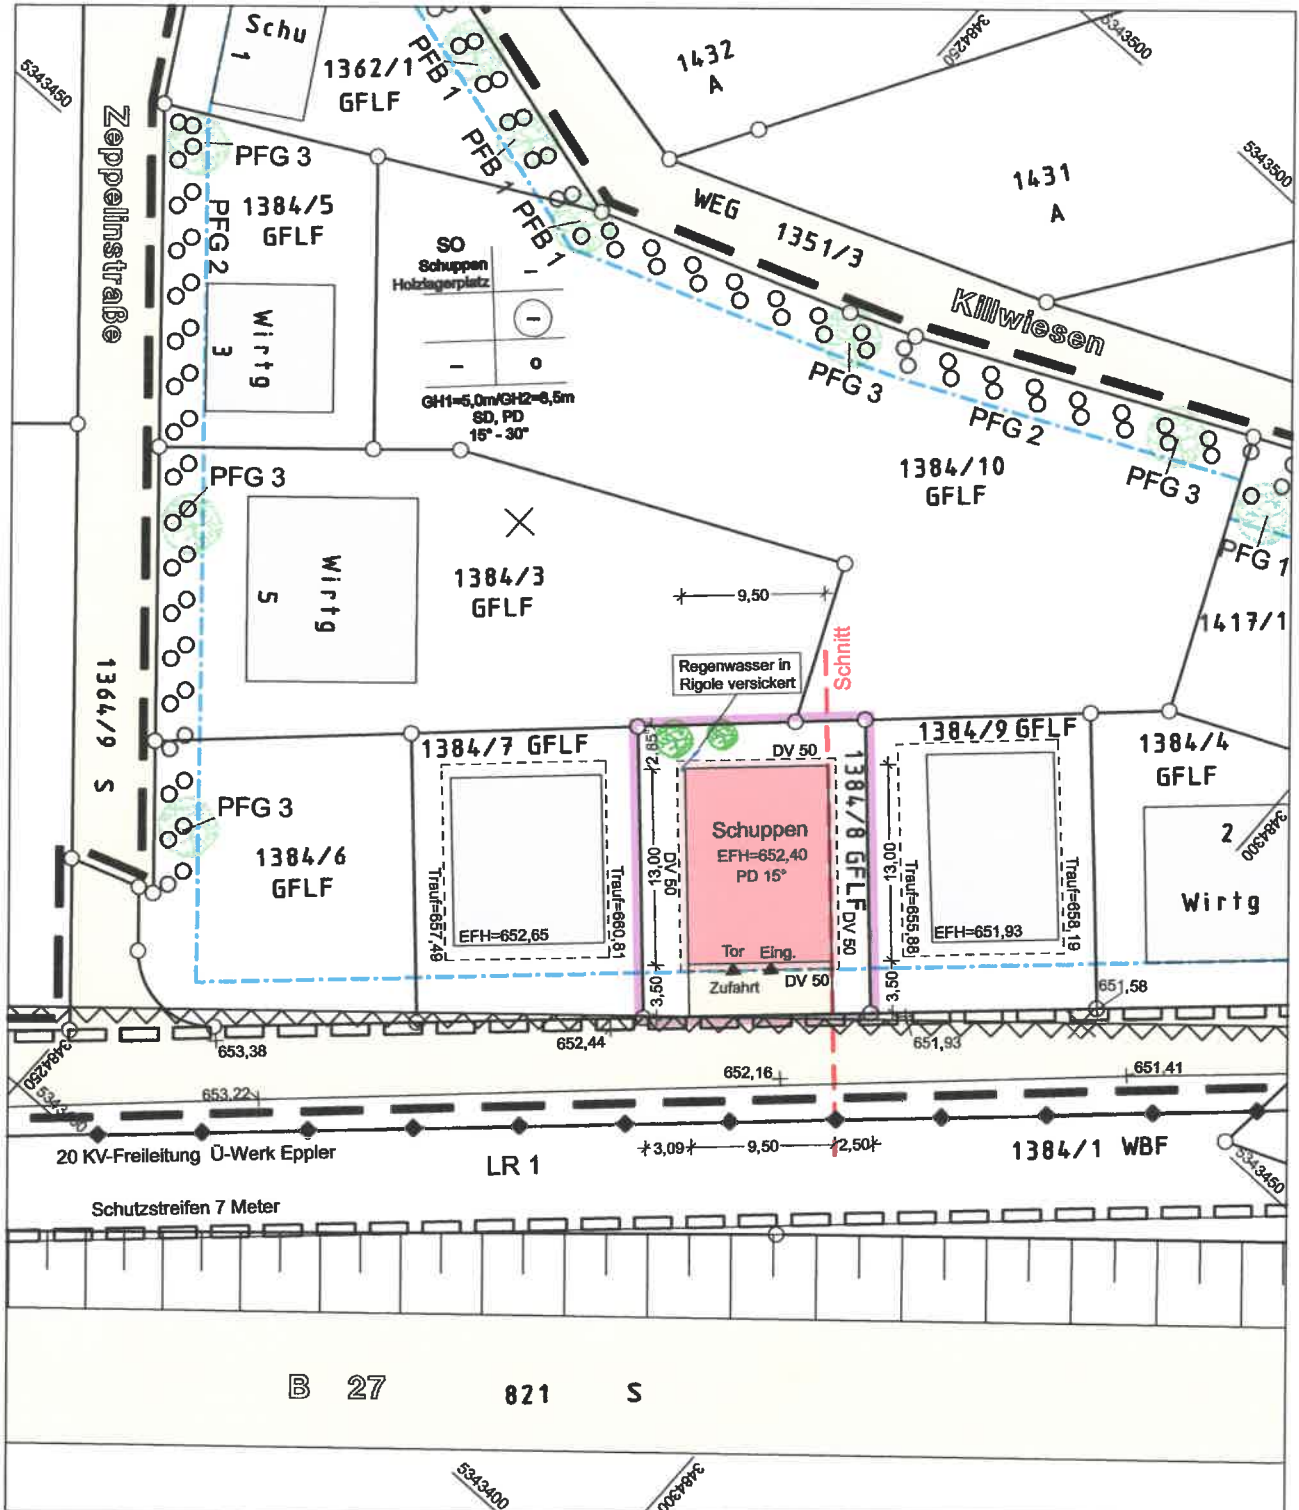 Schu
1
1362/1
GFLF
PFB 1
PFB 1
PFB 1
1432
A
3484250
5343500
5343450
5343500
1431
A
Zeppelinstraße
PFG 3
1384/5
GFLF
PFG 2
WEG
1351/3
Killwiesen
SO
Schuppen
Holzlagerplatz
–
–
–
o
GH1=5,0m/GH2=6,5m
SD, PD
15° - 30°
Wirtg
3
PFG 3
PFG 2
PFG 3
PFG 1
1384/10
GFLF
PFG 3
Wirtg
5
1384/3
GFLF
9,50
1417/1
Schnitt
Regenwasser in
Rigole versickert
1364/9 S
1384/7 GFLF
2,85
DV 50
1384/8 GFLF
1384/9 GFLF
1384/4
GFLF
PFG 3
1384/6
GFLF
Trauf=657,49
EFH=652,65
Trauf=660,81
13,00
DV 50
Schuppen
EFH=652,40
PD 15°
DV 50
13,00
Trauf=655,88
EFH=651,93
Trauf=658,19
2
3484300
Wirtg
Tor Eing.
Zufahrt
DV 50
3,50
3,50
651,58
653,38
652,44
651,93
3484250
653,22
652,16
651,41
20 KV-Freileitung Ü-Werk Eppler
LR 1
3,09
9,50
2,50
1384/1 WBF
5343450
Schutzstreifen 7 Meter
B 27
821
S
5343400
3484300